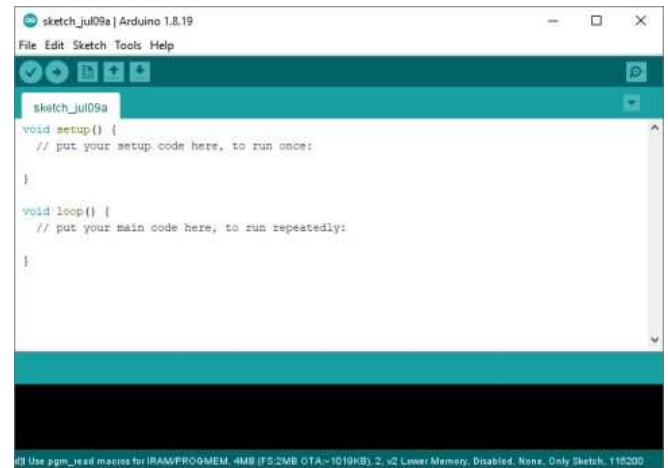 sketch_jul09a | Arduino 1.8.19
File Edit Sketch Tools Help
sketch_jul09a
void setup() {
// put your setup code here, to run once:
}
void loop() {
// put your main code here, to run repeatedly:
}
Use pgm_read macros for IRAM/PROGMEM, 4MB (FS:2MB OTA:~1019KB), 2, v2 Lower Memory, Disabled, None, Only Sketch, 115200